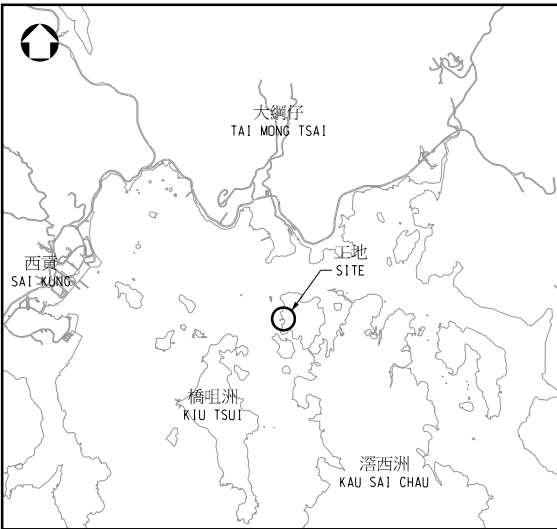 大網仔
TAI MONG TSAI
工地
SITE
西貢
SAI KUNG
橋咀洲
KIU TSUI
滘西洲
KAU SAI CHAU